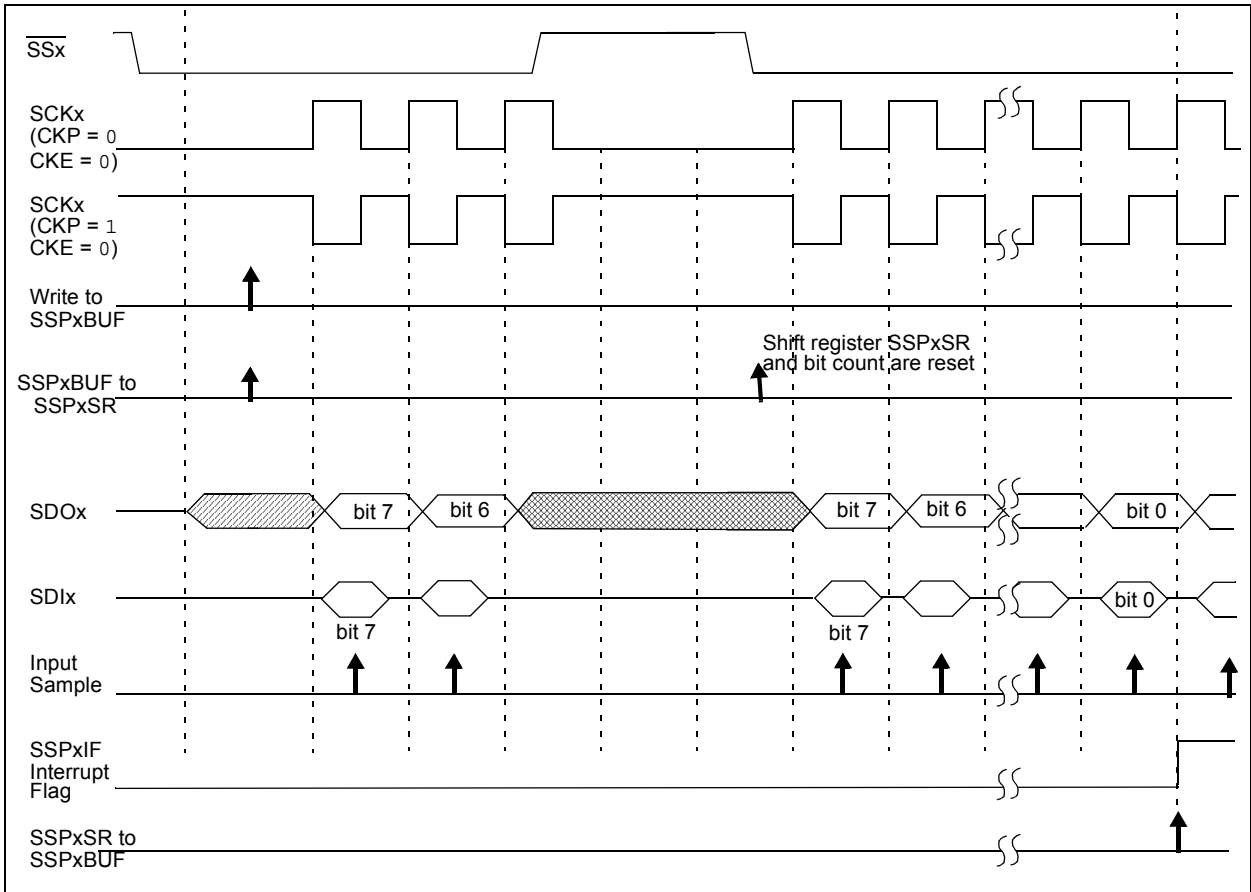 SSx
SCKx
(CKP = 0
CKE = 0)
SCKx
(CKP = 1
CKE = 0)
Write to
SSPxBUF
Shift register SSPxSR
and bit count are reset
SSPxBUF to
SSPxSR
SDOx
bit 7
bit 6
bit 7
bit 6
bit 0
SDIx
bit 0
bit 7
bit 7
Input
Sample
SSPxIF
Interrupt
Flag
SSPxSR to
SSPxBUF